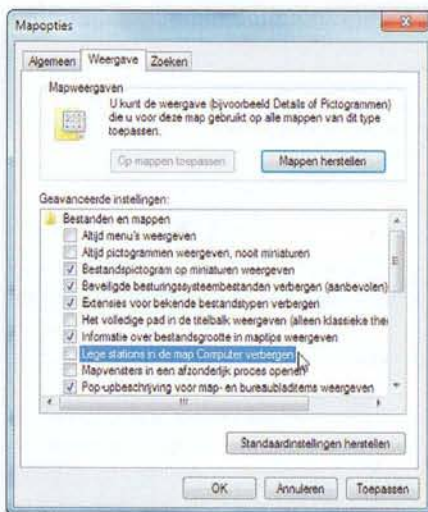 Mapopties
Algemeen Weergave Zoeken
Mapweergaven
U kunt de weergave (bijvoorbeeld Details of Pictogrammen)
die u voor deze map gebruikt op alle mappen van dit type
toepassen.
Op mappen toepassen Mappen herstellen
Geavanceerde instellingen:
Bestanden en mappen
Altijd menu's weergeven
Altijd pictogrammen weergeven, nooit miniaturen
Bestandspictogram op miniaturen weergeven
Beveiligde besturingssysteembestanden verbergen (aanbevolen)
Extensies voor bekende bestandstypen verbergen
Het volledige pad in de titelbalk weergeven (alleen klassieke the
Informatie over bestandsgrootte in maptips weergeven
Lege stations in de map Computer verbergen
Mapvensters in een afzonderlijk proces openen
Pop-upbeschrijving voor map- en bureaubladitems weergeven
Standaardinstellingen herstellen
OK Annuleren Toepassen